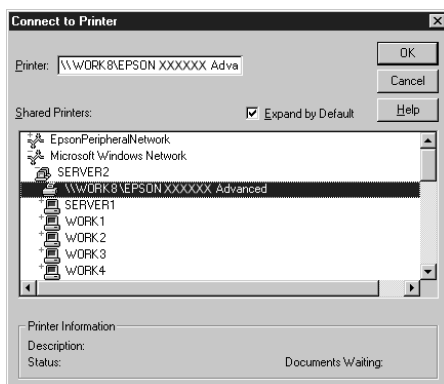 Connect to Printer
Printer: \\WORK8\EPSON XXXXXX Adva
OK
Cancel
Help
Shared Printers:
Expand by Default
EpsonPeripheralNetwork
Microsoft Windows Network
SERVER2
\\WORK8\EPSON XXXXXX Advanced
SERVER1
WORK1
WORK2
WORK3
WORK4
Printer Information
Description:
Status:
Documents Waiting: